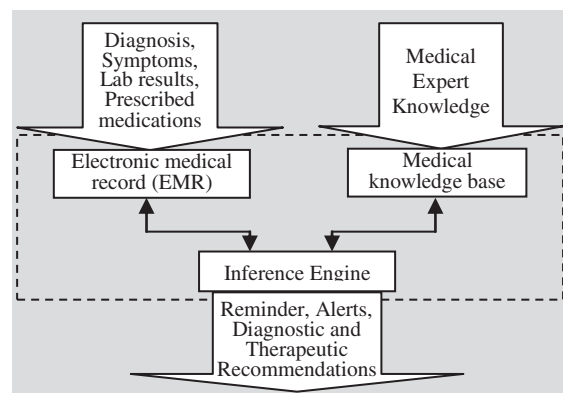 Diagnosis,
Symptoms,
Lab results,
Prescribed
medications
Medical
Expert
Knowledge
Electronic medical
record (EMR)
Medical
knowledge base
Inference Engine
Reminder, Alerts,
Diagnostic and
Therapeutic
Recommendations